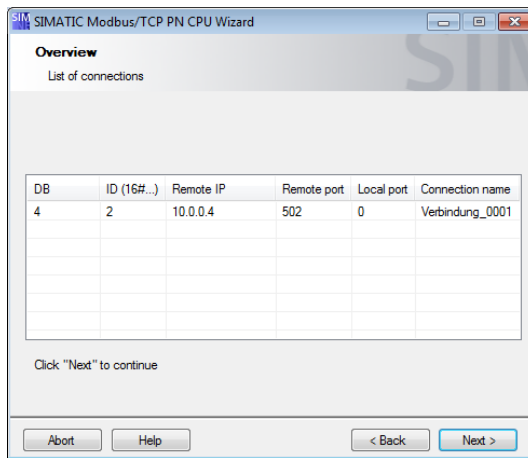 SIMATIC Modbus/TCP PN CPU Wizard
Overview
List of connections
DB ID (16#...) Remote IP Remote port Local port Connection name
4 2 10.0.0.4 502 0 Verbindung_0001
Click "Next" to continue
Abort Help < Back Next >